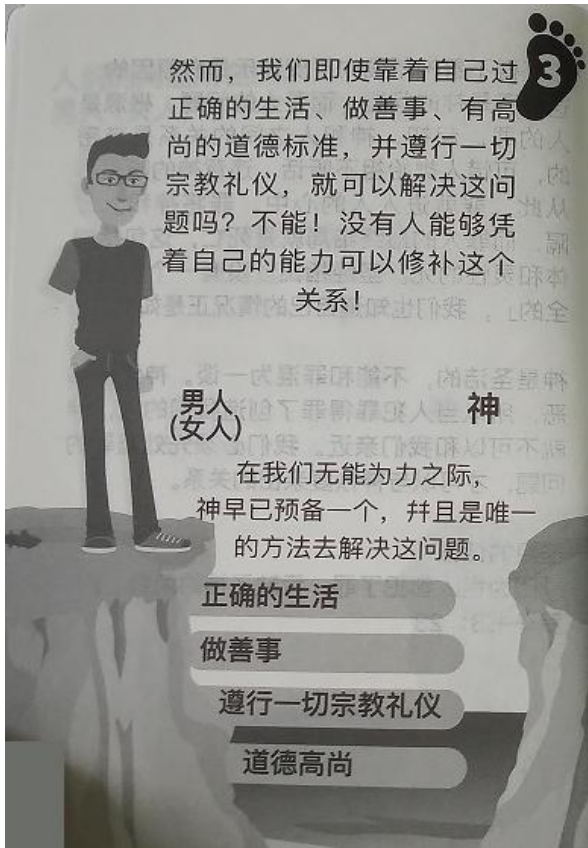 3
然而，我们即使靠着自己过
正确的生活、做善事、有高
尚的道德标准，并遵行一切
宗教礼仪，就可以解决这问
题吗？不能！没有人能够凭
着自己的能力可以修补这个
关系！
男人
(女人)
神
在我们无能为力之际，
神早已预备一个，幷且是唯一
的方法去解决这问题。
正确的生活
做善事
遵行一切宗教礼仪
道德高尚